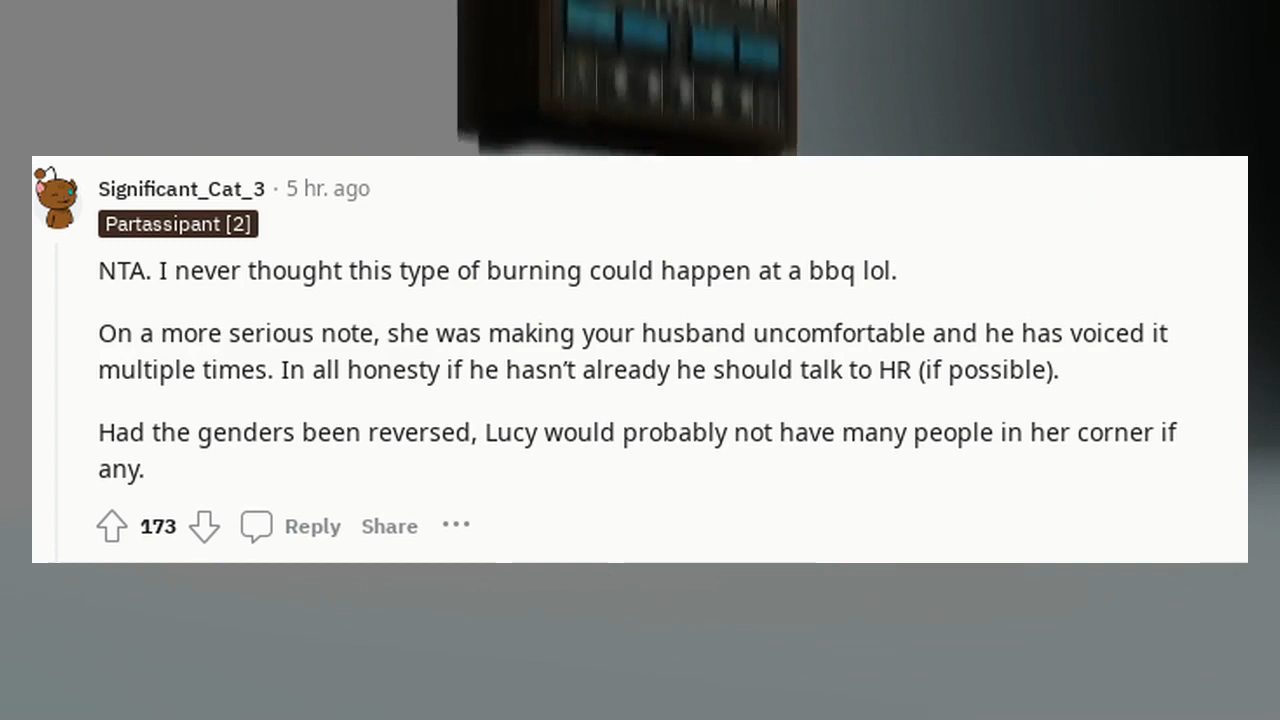 Significant_Cat_3 · 5 hr. ago
Partassipant [2]
NTA. I never thought this type of burning could happen at a bbq lol.
On a more serious note, she was making your husband uncomfortable and he has voiced it
multiple times. In all honesty if he hasn’t already he should talk to HR (if possible).
Had the genders been reversed, Lucy would probably not have many people in her corner if
any.
173 Reply Share •••